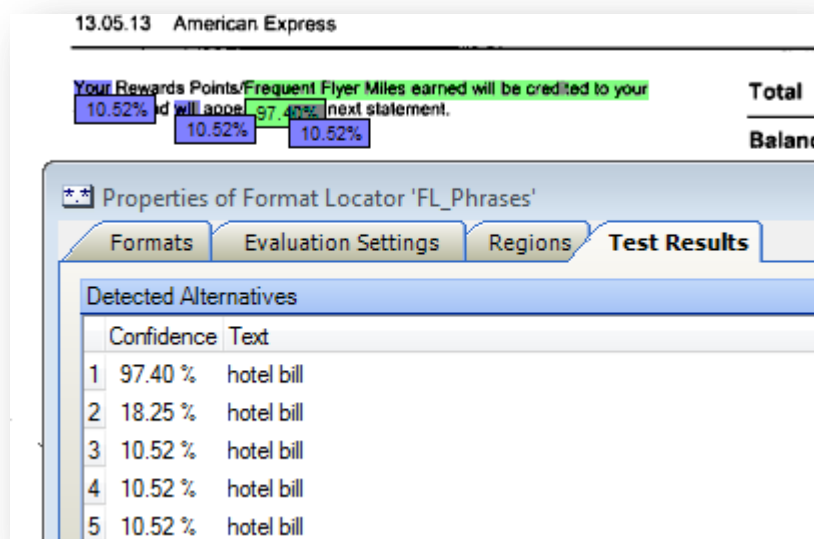 13.05.13 American Express
Your Rewards Points/Frequent Flyer Miles earned will be credited to your
Total
10.52% d will appe 97.40% next statement.
10.52% 10.52%
Balanc
Properties of Format Locator 'FL_Phrases'
Formats Evaluation Settings Regions Test Results
Detected Alternatives
Confidence Text
1 97.40 % hotel bill
2 18.25 % hotel bill
3 10.52 % hotel bill
4 10.52 % hotel bill
5 10.52 % hotel bill